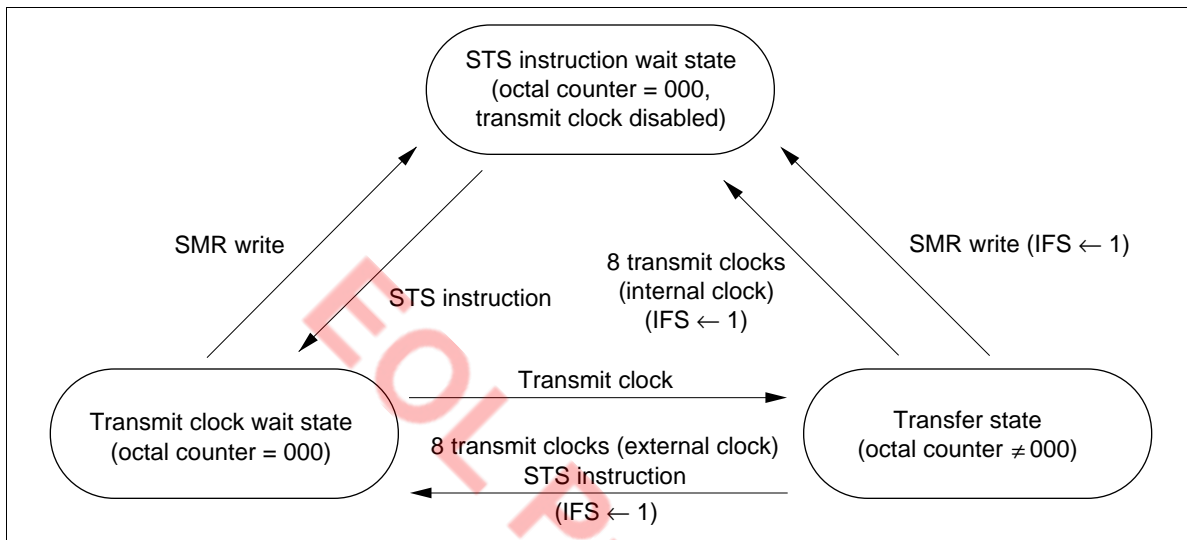 STS instruction wait state
(octal counter = 000,
transmit clock disabled)
SMR write
STS instruction
8 transmit clocks
(internal clock)
(IFS ← 1)
SMR write (IFS ← 1)
Transmit clock wait state
(octal counter = 000)
Transmit clock
8 transmit clocks (external clock)
STS instruction
(IFS ← 1)
Transfer state
(octal counter ≠ 000)
EOL P